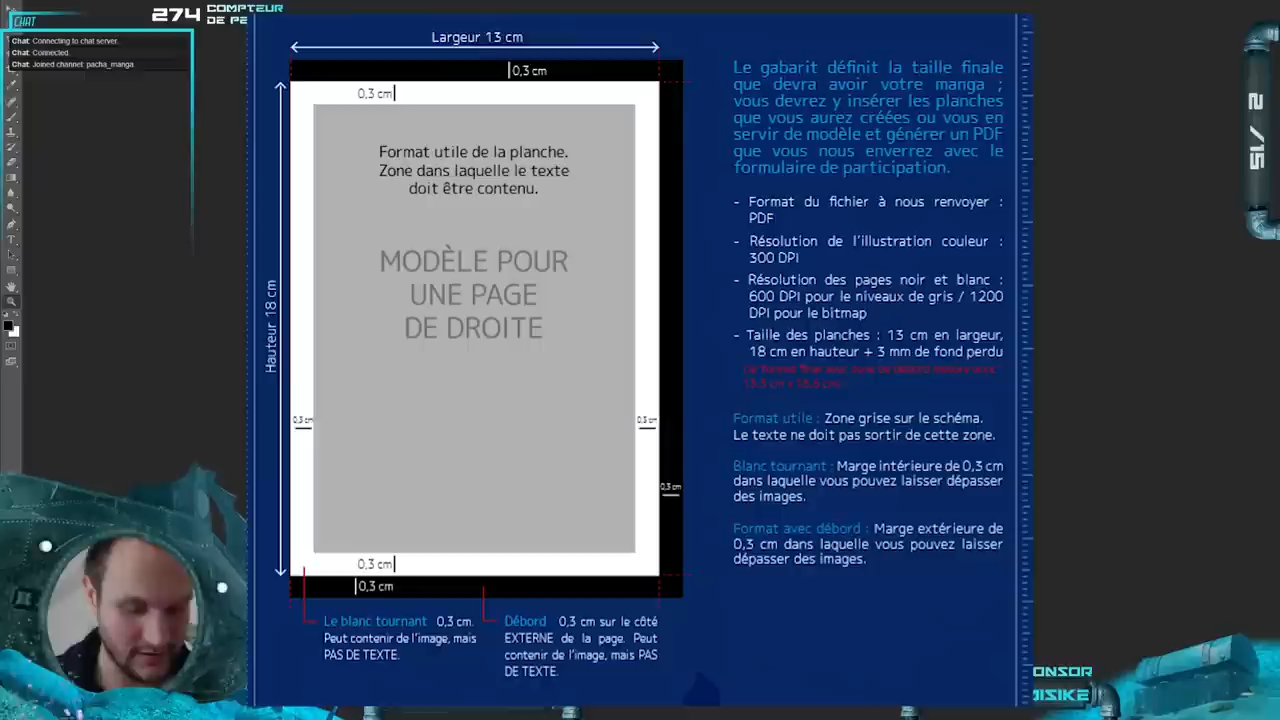 274 COMPTEUR
DE PE
CHAT
Chat: Connecting to chat server.
Chat: Connected.
Chat: Joined channel: pacha_manga
Largeur 13 cm
0,3 cm
0,3 cm
Format utile de la planche.
Zone dans laquelle le texte
doit être contenu.
MODÈLE POUR
UNE PAGE
DE DROITE
Hauteur 18 cm
0,3 cm
0,3 cm
0,3 cm
0,3 cm
0,3 cm
Le blanc tournant 0,3 cm.
Peut contenir de l'image, mais
PAS DE TEXTE.
Débord 0,3 cm sur le côté
EXTERNE de la page. Peut
contenir de l'image, mais PAS
DE TEXTE.
Le gabarit définit la taille finale
que devra avoir votre manga ;
vous devrez y insérer les planches
que vous aurez créées ou vous en
servir de modèle et générer un PDF
que vous nous enverrez avec le
formulaire de participation.
- Format du fichier à nous renvoyer :
PDF
- Résolution de l'illustration couleur :
300 DPI
- Résolution des pages noir et blanc :
600 DPI pour le niveaux de gris / 1200
DPI pour le bitmap
- Taille des planches : 13 cm en largeur,
18 cm en hauteur + 3 mm de fond perdu
Format utile : Zone grise sur le schéma.
Le texte ne doit pas sortir de cette zone.
Blanc tournant : Marge intérieure de 0,3 cm
dans laquelle vous pouvez laisser dépasser
des images.
Format avec débord : Marge extérieure de
0,3 cm dans laquelle vous pouvez laisser
dépasser des images.
2 /15
ONSOR